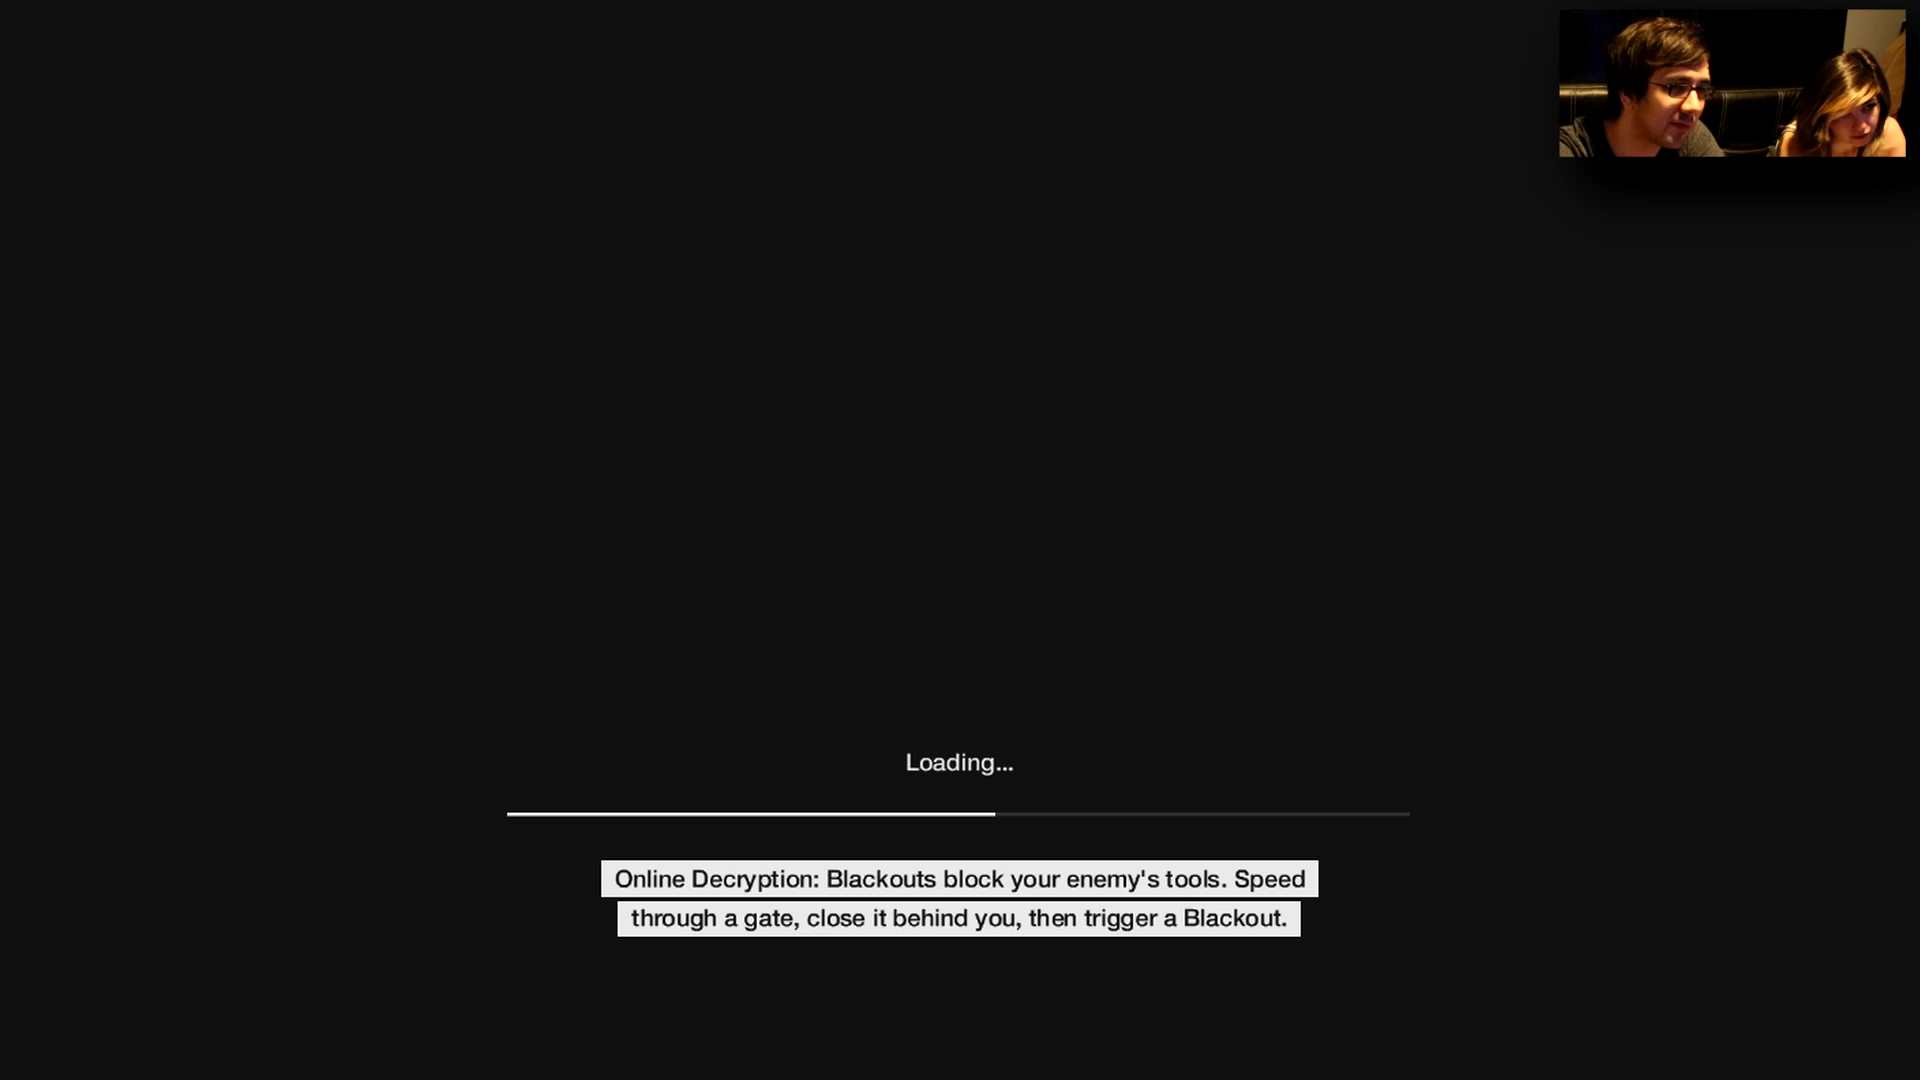 Loading...
Online Decryption: Blackouts block your enemy's tools. Speed
through a gate, close it behind you, then trigger a Blackout.